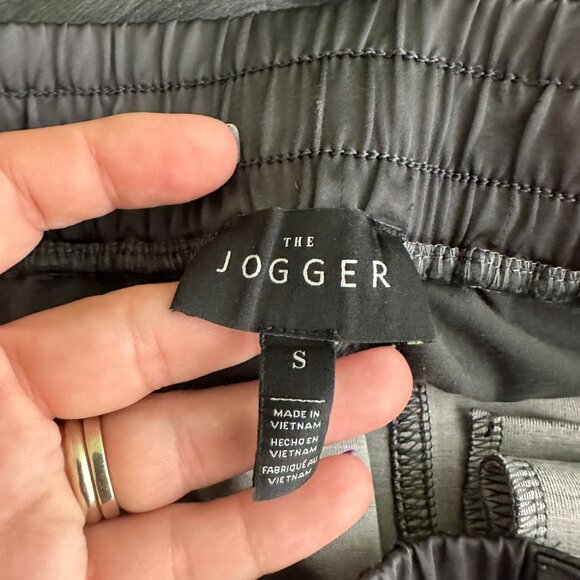 THE
JOGGER
S
MADE IN
VIETNAM
HECHO EN
VIETNAM
FABRIQUÉ AU
VIETNAM